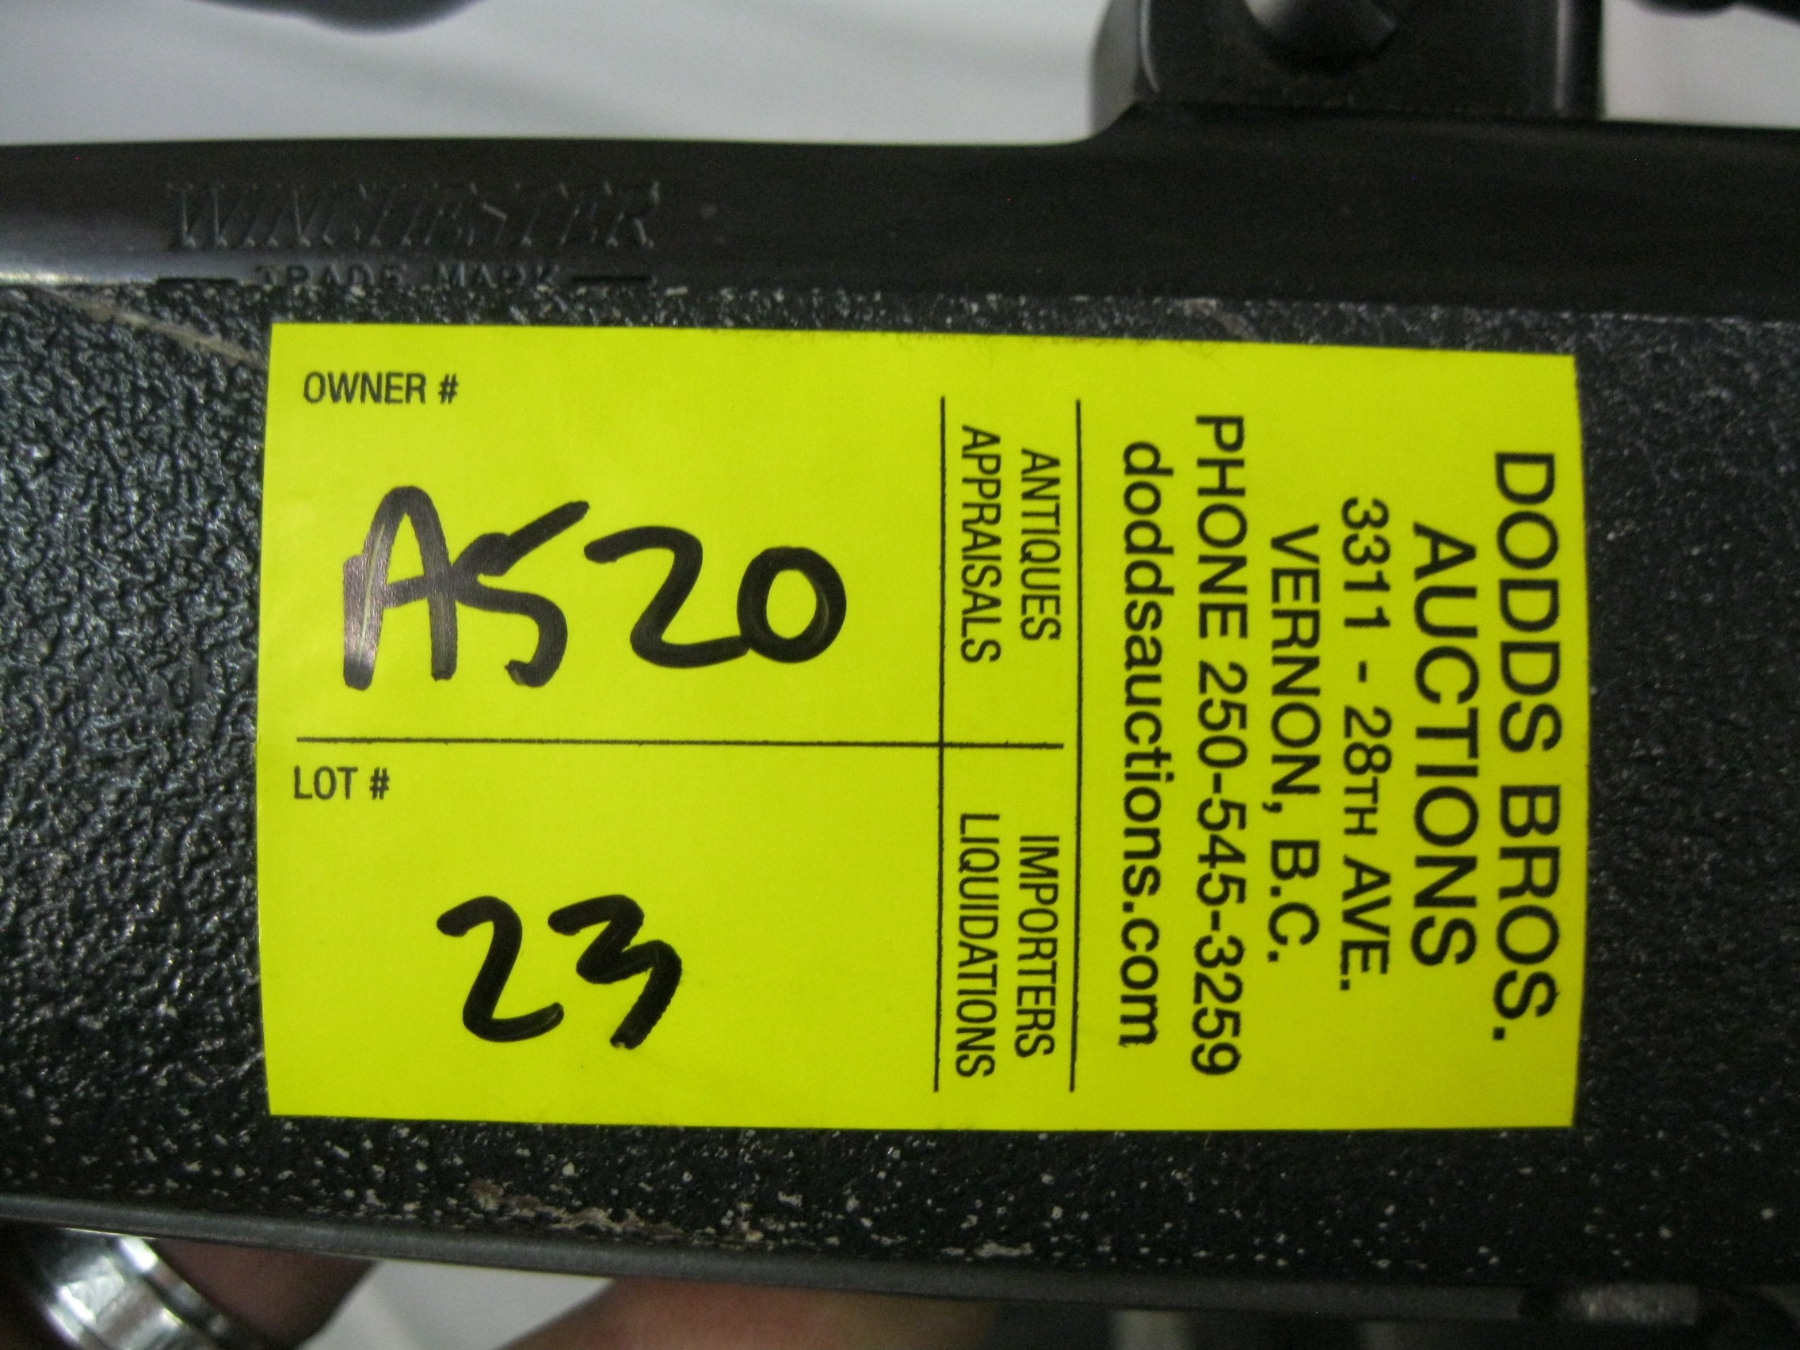 WINCHESTER
TRADE MARK
DODDS BROS.
AUCTIONS
3311 - 28TH AVE.
VERNON, B.C.
PHONE 250-545-3259
doddsauctions.com
ANTIQUES IMPORTERS
APPRAISALS LIQUIDATIONS
OWNER #
A520
LOT #
23